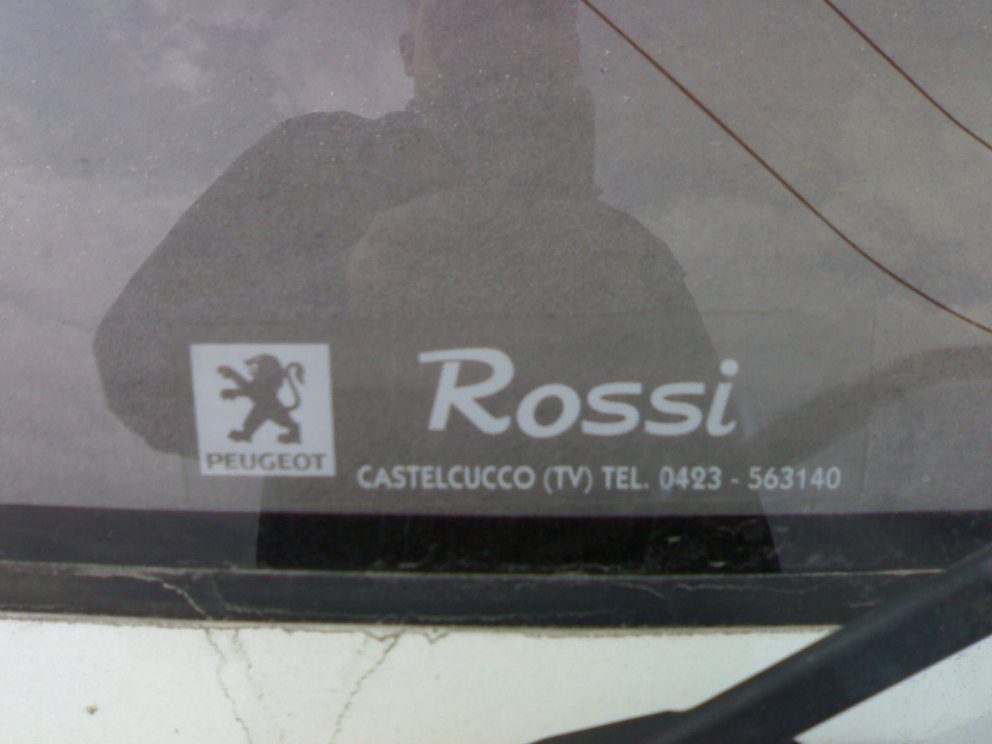 Rossi
PEUGEOT
CASTELCUCCO (TV) TEL. 0423 - 563140